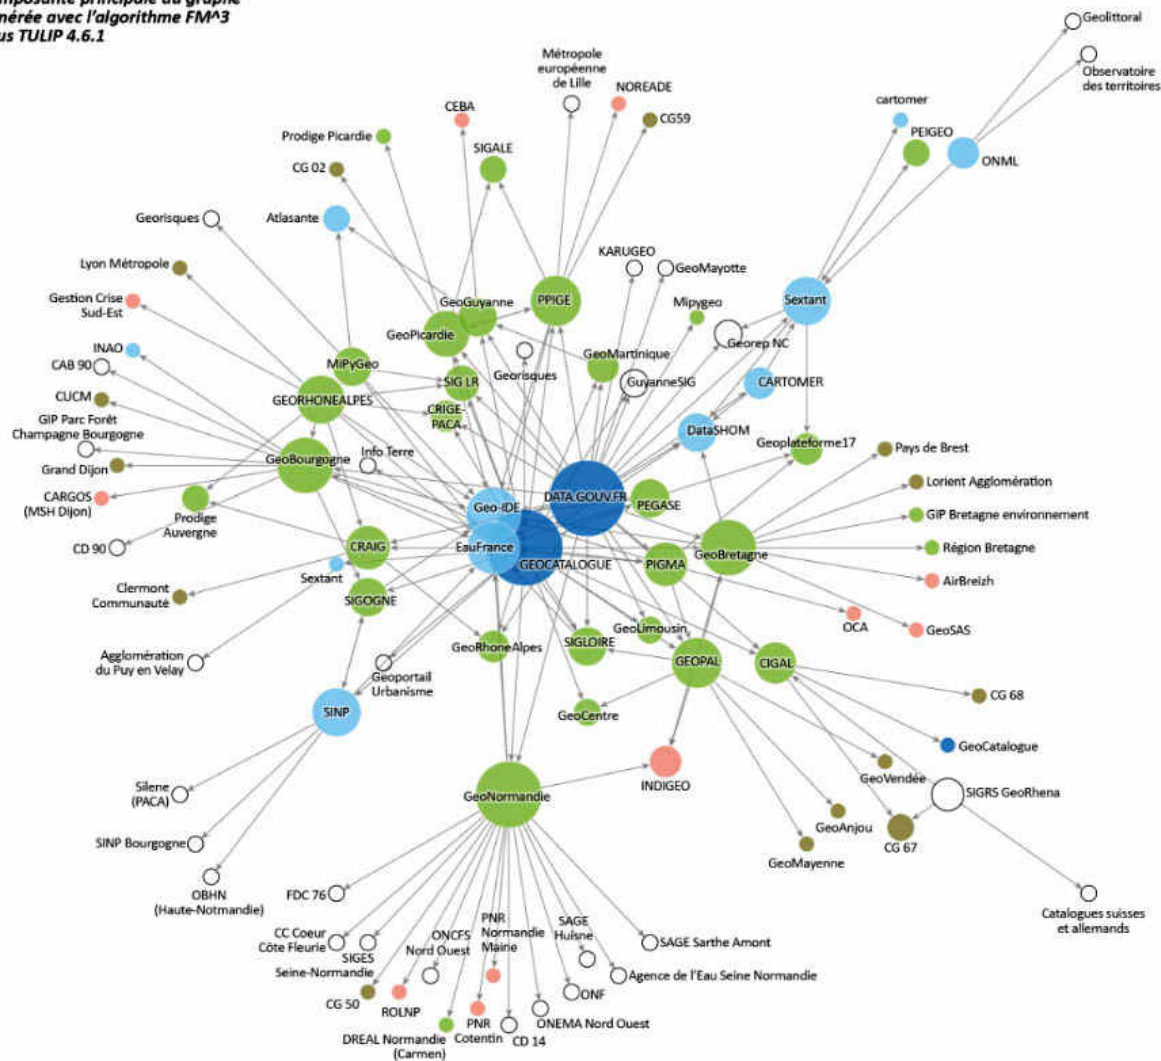 mposante principale du graphe
nérée avec l'algorithme FM^3
us TULIP 4.6.1
Geolittoral
Observatoire
des territoires
Métropole
européenne
de Lille
NOREADE
CG59
CEBA
cartomer
PEIGEO
ONML
Prodige Picardie
SIGALE
CG 02
Georisques
Atlasante
Lyon Métropole
KARUGEO
GeoMayotte
Gestion Crise
Sud-Est
GeoGuyanne
PPIGE
Mipygeo
Sextant
GeoPicardie
Georep NC
INAO
CAB 90
MiPyGeo
Georisques
GeoMartinique
SIG LR
GuyanneSIG
CARTOMER
CUCM
GEORHONEALPES
CRIGE-
PACA
GIP Parc Forêt
Champagne Bourgogne
DataSHOM
Geoplateforme17
Pays de Brest
Grand Dijon
GeoBourgogne
Info Terre
Lorient Agglomération
CARGOS
(MSH Dijon)
Prodige
Auvergne
Geo-IDE
DATA.GOUV.FR
PEGASE
GIP Bretagne environnement
CD 90
CRAIG
EauFrance
GEOCATALOGUE
PIGMA
GeoBretagne
Région Bretagne
Sextant
AirBreizh
Clermont
Communauté
SIGOGNE
OCA
GeoSAS
GeoRhoneAlpes
SIGLOIRE
GeoLimousin
Agglomération
du Puy en Velay
Geoportail
Urbanisme
GEOPAL
CIGAL
CG 68
SINP
GeoCentre
GeoCatalogue
Silene
(PACA)
GeoNormandie
INDIGEO
GeoVendée
SIGRS GeoRhena
GeoAnjou
SINP Bourgogne
GeoMayenne
CG 67
OBHN
(Haute-Notmandie)
FDC 76
Catalogues suisses
et allemands
CC Coeur
Côte Fleurie
SIGES
Seine-Normandie
ONCFS
Nord Ouest
PNR
Normandie
Maine
SAGE
Huisne
SAGE Sarthe Amont
Agence de l'Eau Seine Normandie
CG 50
ROLNP
ONF
DREAL Normandie
(Carmen)
PNR
Cotentin
CD 14
ONEMA Nord Ouest